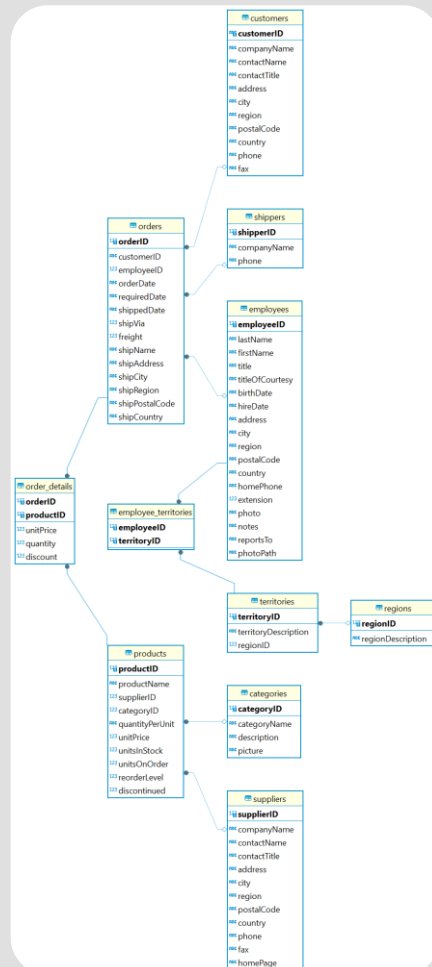 customers
customerID
companyName
contactName
contactTitle
address
city
region
postalCode
country
phone
fax
orders
orderID
customerID
employeeID
orderDate
requiredDate
shippedDate
shipVia
freight
shipName
shipAddress
shipCity
shipRegion
shipPostalCode
shipCountry
shippers
shipperID
companyName
phone
employees
employeeID
lastName
firstName
title
titleOfCourtesy
birthDate
hireDate
address
city
region
postalCode
country
homePhone
extension
photo
notes
reportsTo
photoPath
order_details
orderID
productID
unitPrice
quantity
discount
employee_territories
employeeID
territoryID
territories
territoryID
territoryDescription
regionID
regions
regionID
regionDescription
products
productID
productName
supplierID
categoryID
quantityPerUnit
unitPrice
unitsInStock
unitsOnOrder
reorderLevel
discontinued
categories
categoryID
categoryName
description
picture
suppliers
supplierID
companyName
contactName
contactTitle
address
city
region
postalCode
country
phone
fax
homePage